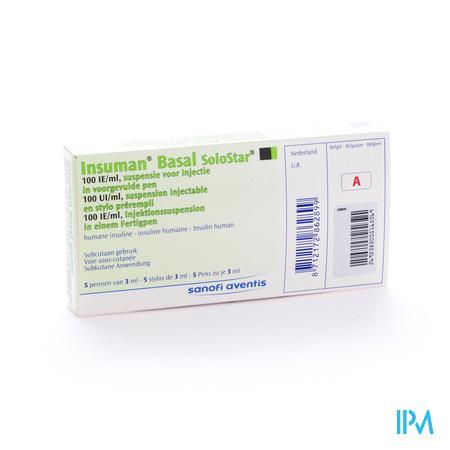 Insuman® Basal SoloStar®
100 IE/ml, suspensie voor injectie
in voorgevulde pen
100 UI/ml, suspension injectable
en stylo prérempli
100 IE/ml, Injektionssuspension
in einem Fertigpen
humane insuline - insuline humaine - Insulin human
Subcutaan gebruik
Voie sous-cutanée
Subkutane Anwendung
5 pennen van 3 ml - 5 stylos de 3 ml - 5 Pens zu je 3 ml
sanofi aventis
Nederland
U.R.
8 712172 862899
België - Belgique - Belgien
A
IPM